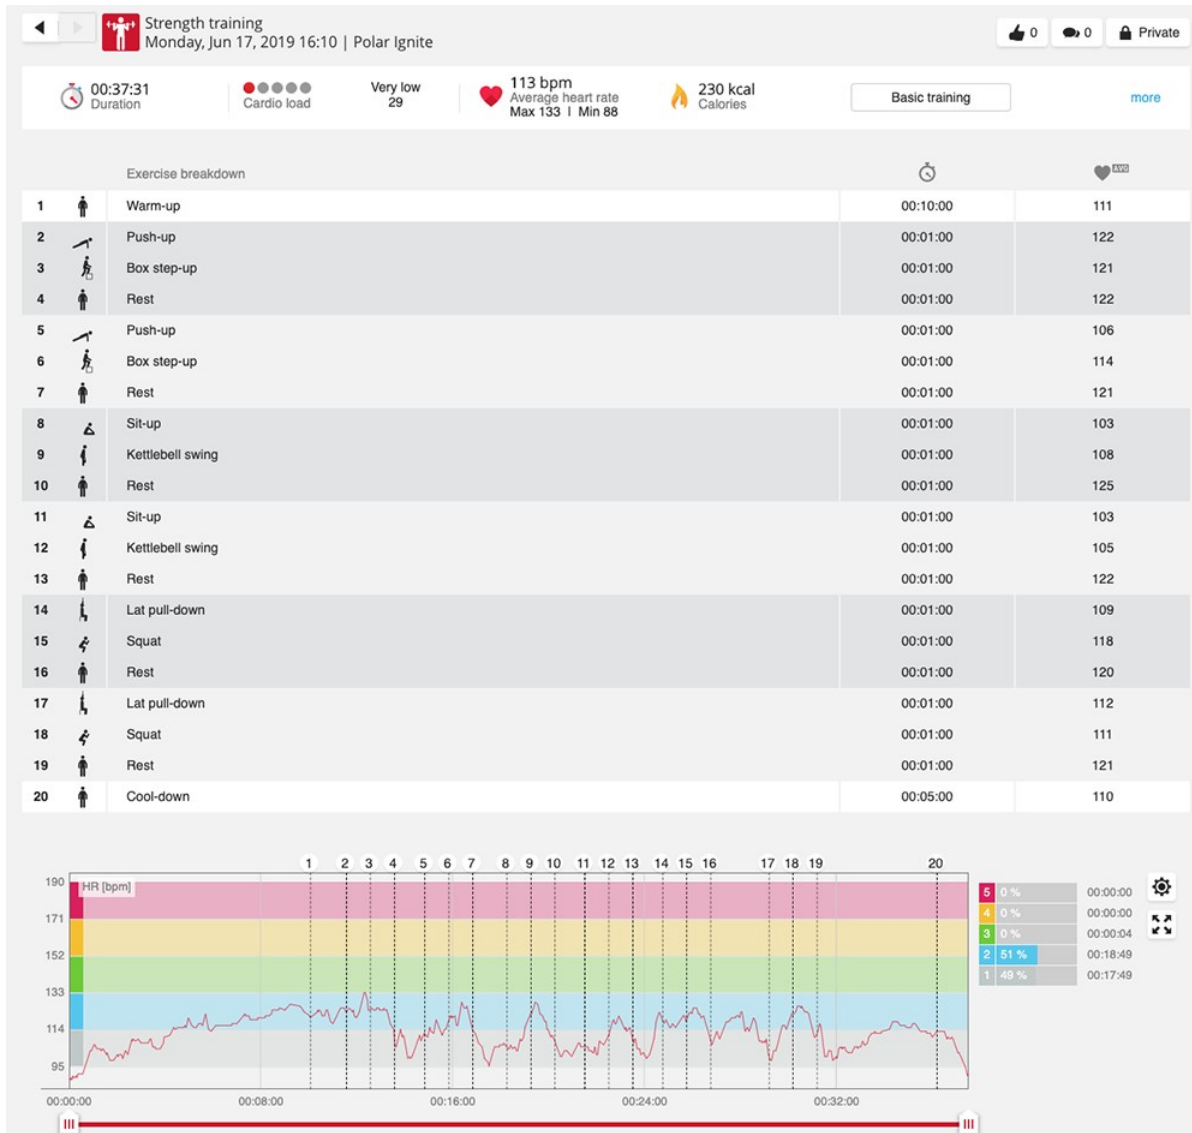 Strength training
Monday, Jun 17, 2019 16:10 | Polar Ignite
0 0 Private
00:37:31
Duration
Cardio load
Very low
29
113 bpm
Average heart rate
Max 133 | Min 88
230 kcal
Calories
Basic training
more
Exercise breakdown AVG
1 Warm-up 00:10:00 111
2 Push-up 00:01:00 122
3 Box step-up 00:01:00 121
4 Rest 00:01:00 122
5 Push-up 00:01:00 106
6 Box step-up 00:01:00 114
7 Rest 00:01:00 121
8 Sit-up 00:01:00 103
9 Kettlebell swing 00:01:00 108
10 Rest 00:01:00 125
11 Sit-up 00:01:00 103
12 Kettlebell swing 00:01:00 105
13 Rest 00:01:00 122
14 Lat pull-down 00:01:00 109
15 Squat 00:01:00 118
16 Rest 00:01:00 120
17 Lat pull-down 00:01:00 112
18 Squat 00:01:00 111
19 Rest 00:01:00 121
20 Cool-down 00:05:00 110
1 2 3 4 5 6 7 8 9 10 11 12 13 14 15 16 17 18 19 20
HR [bpm]
190
171
152
133
114
95
00:00:00 00:08:00 00:16:00 00:24:00 00:32:00
5 0 % 00:00:00
4 0 % 00:00:00
3 0 % 00:00:04
2 51 % 00:18:49
1 49 % 00:17:49